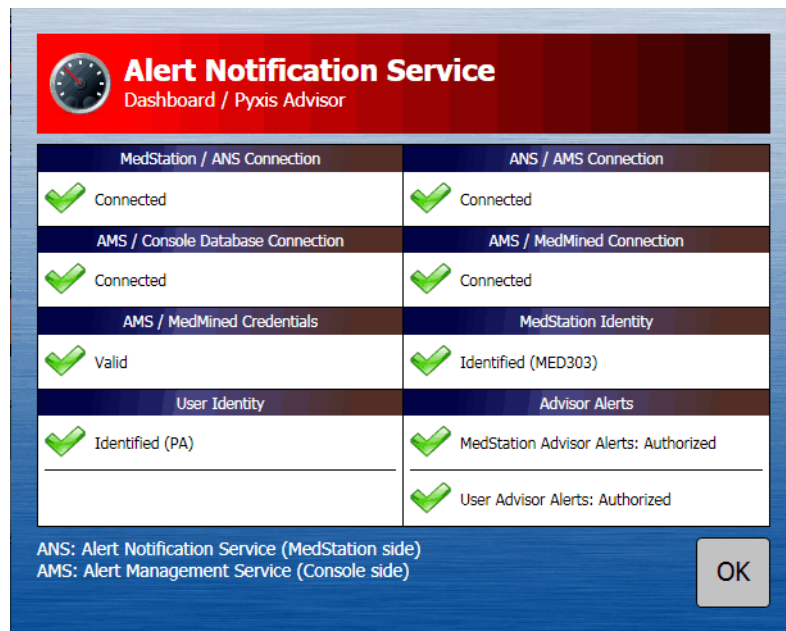 Alert Notification Service
Dashboard / Pyxis Advisor
MedStation / ANS Connection
ANS / AMS Connection
Connected
Connected
AMS / Console Database Connection
AMS / MedMined Connection
Connected
Connected
AMS / MedMined Credentials
MedStation Identity
Valid
Identified (MED303)
User Identity
Advisor Alerts
Identified (PA)
MedStation Advisor Alerts: Authorized
User Advisor Alerts: Authorized
ANS: Alert Notification Service (MedStation side)
AMS: Alert Management Service (Console side)
OK